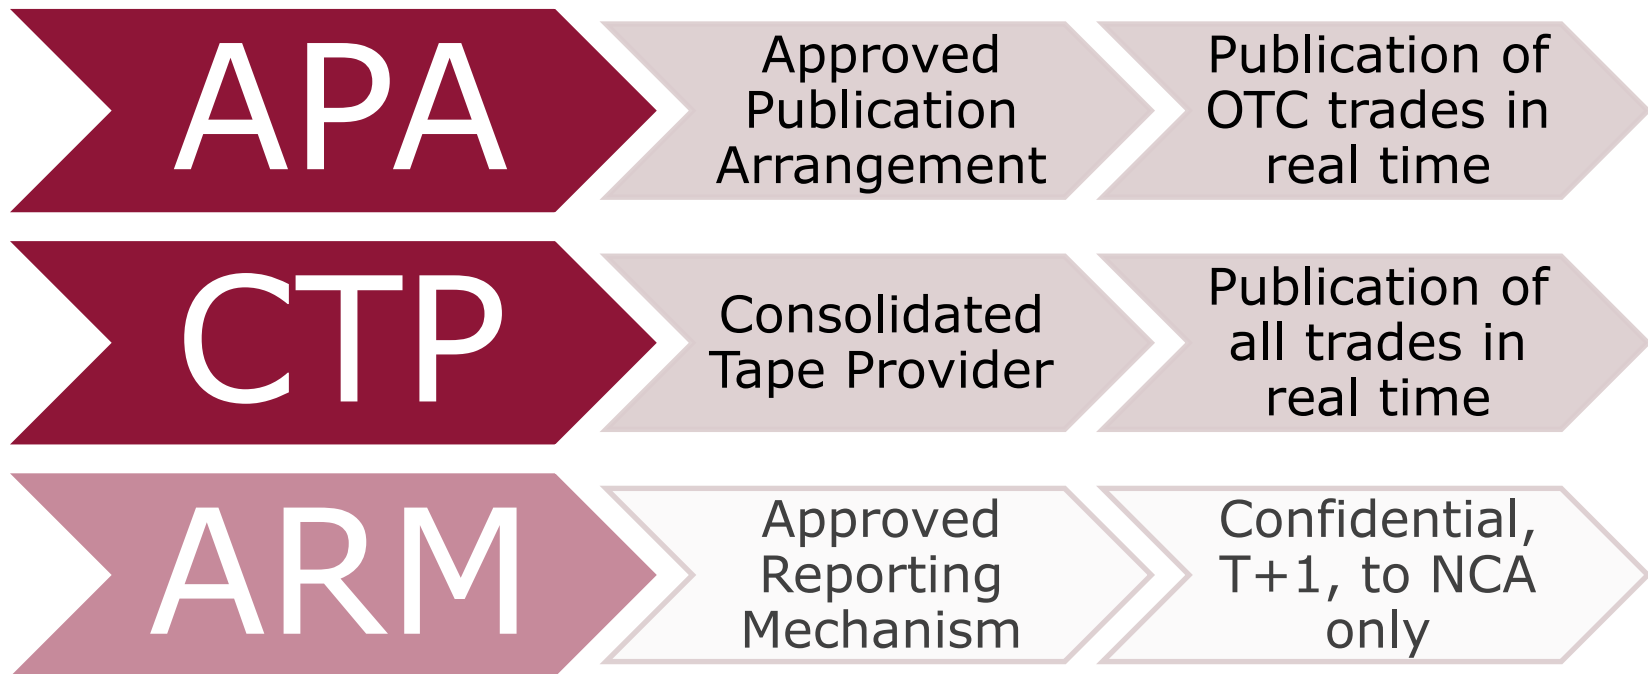 APA
Approved
Publication
Arrangement
Publication of
OTC trades in
real time
CTP
Consolidated
Tape Provider
Publication of
all trades in
real time
ARM
Approved
Reporting
Mechanism
Confidential,
T+1, to NCA
only